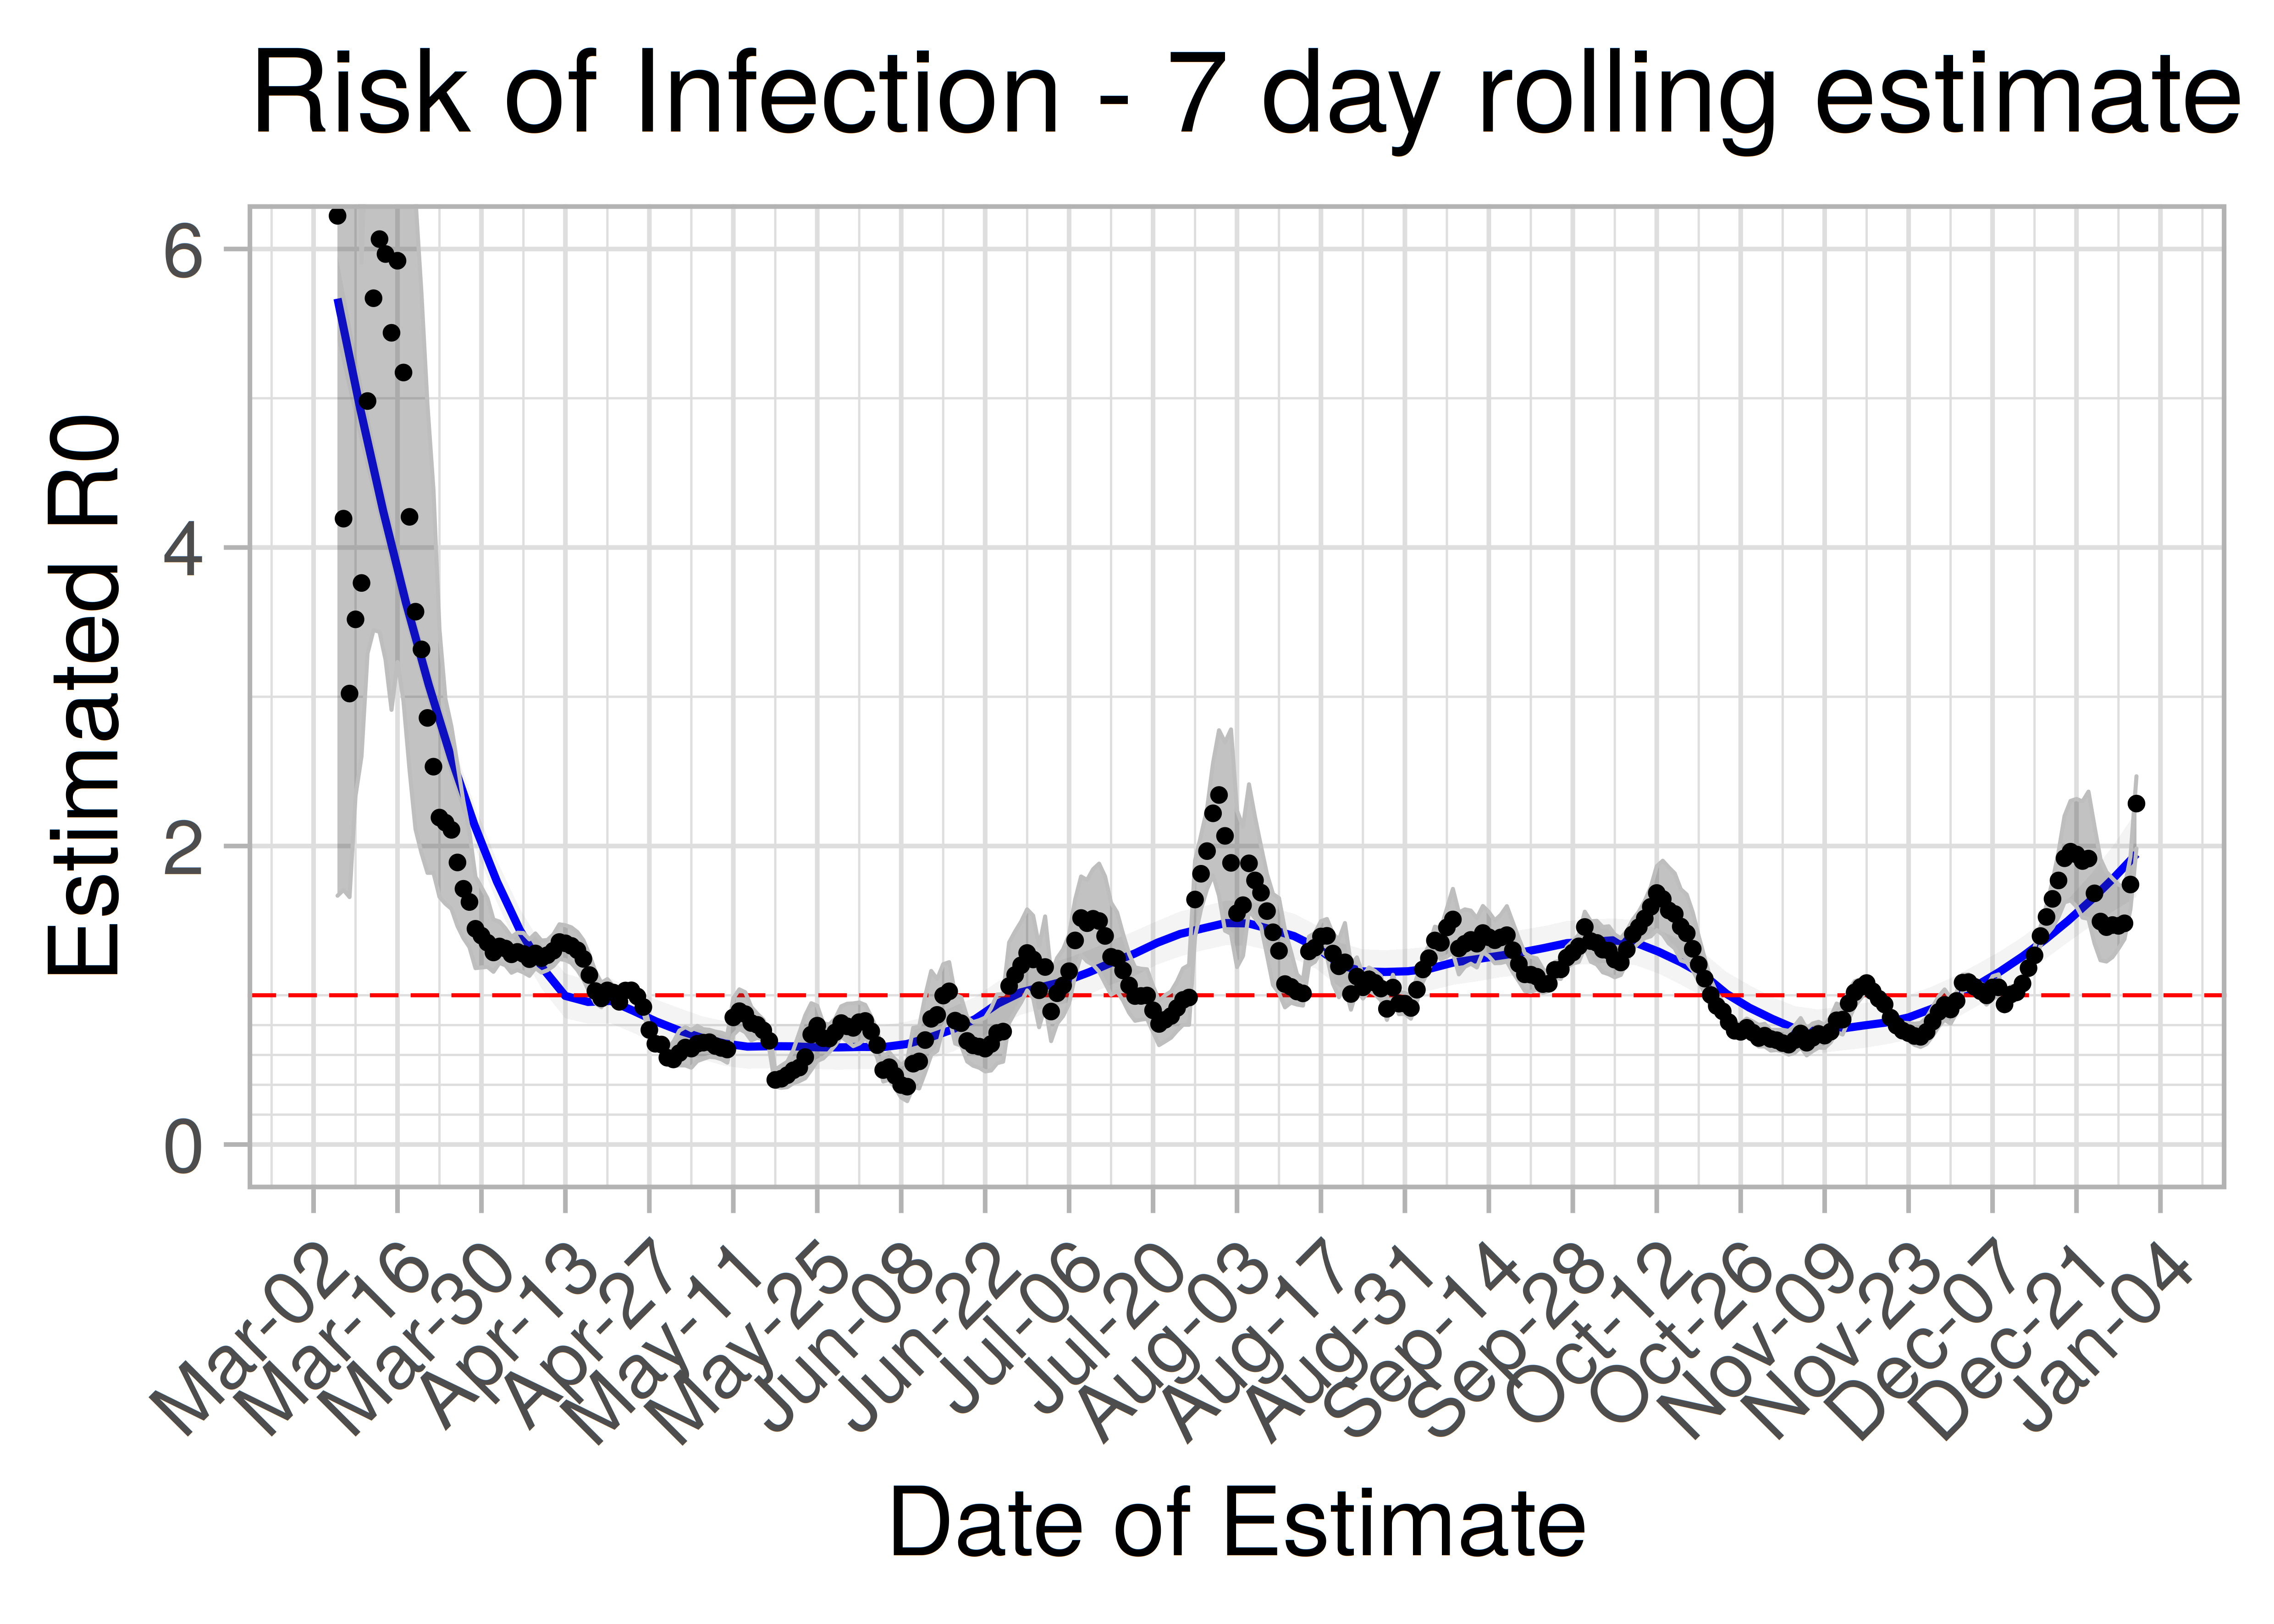 Risk of Infection - 7 day rolling estimate
Estimated R0
6
4
2
0
Mar-02
Mar-16
Mar-30
Apr-13
Apr-27
May-11
May-25
Jun-08
Jun-22
Jul-06
Jul-20
Aug-03
Aug-17
Aug-31
Sep-14
Sep-28
Oct-12
Oct-26
Nov-09
Nov-23
Dec-07
Dec-21
Jan-04
Date of Estimate